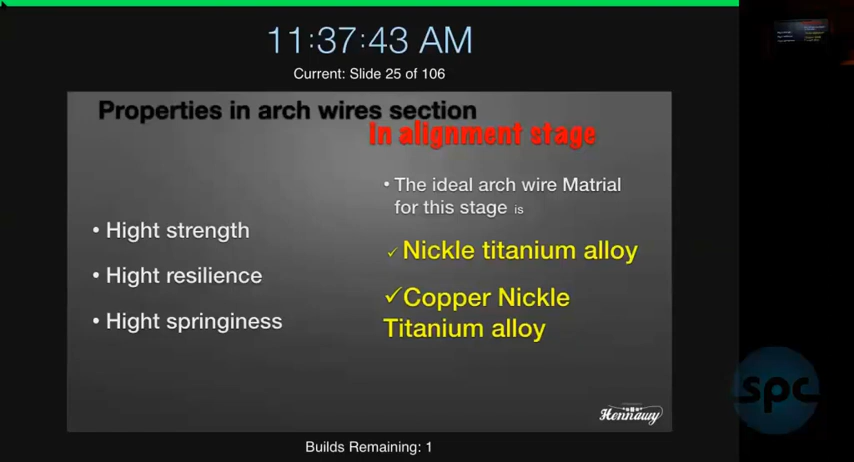 11:37:43 AM
Current: Slide 25 of 106
Properties in arch wires section
In alignment stage
• Hight strength
• Hight resilience
• Hight springiness
• The ideal arch wire Matrial
for this stage is
✓ Nickle titanium alloy
✓Copper Nickle
Titanium alloy
Hennawy
spc
Builds Remaining: 1